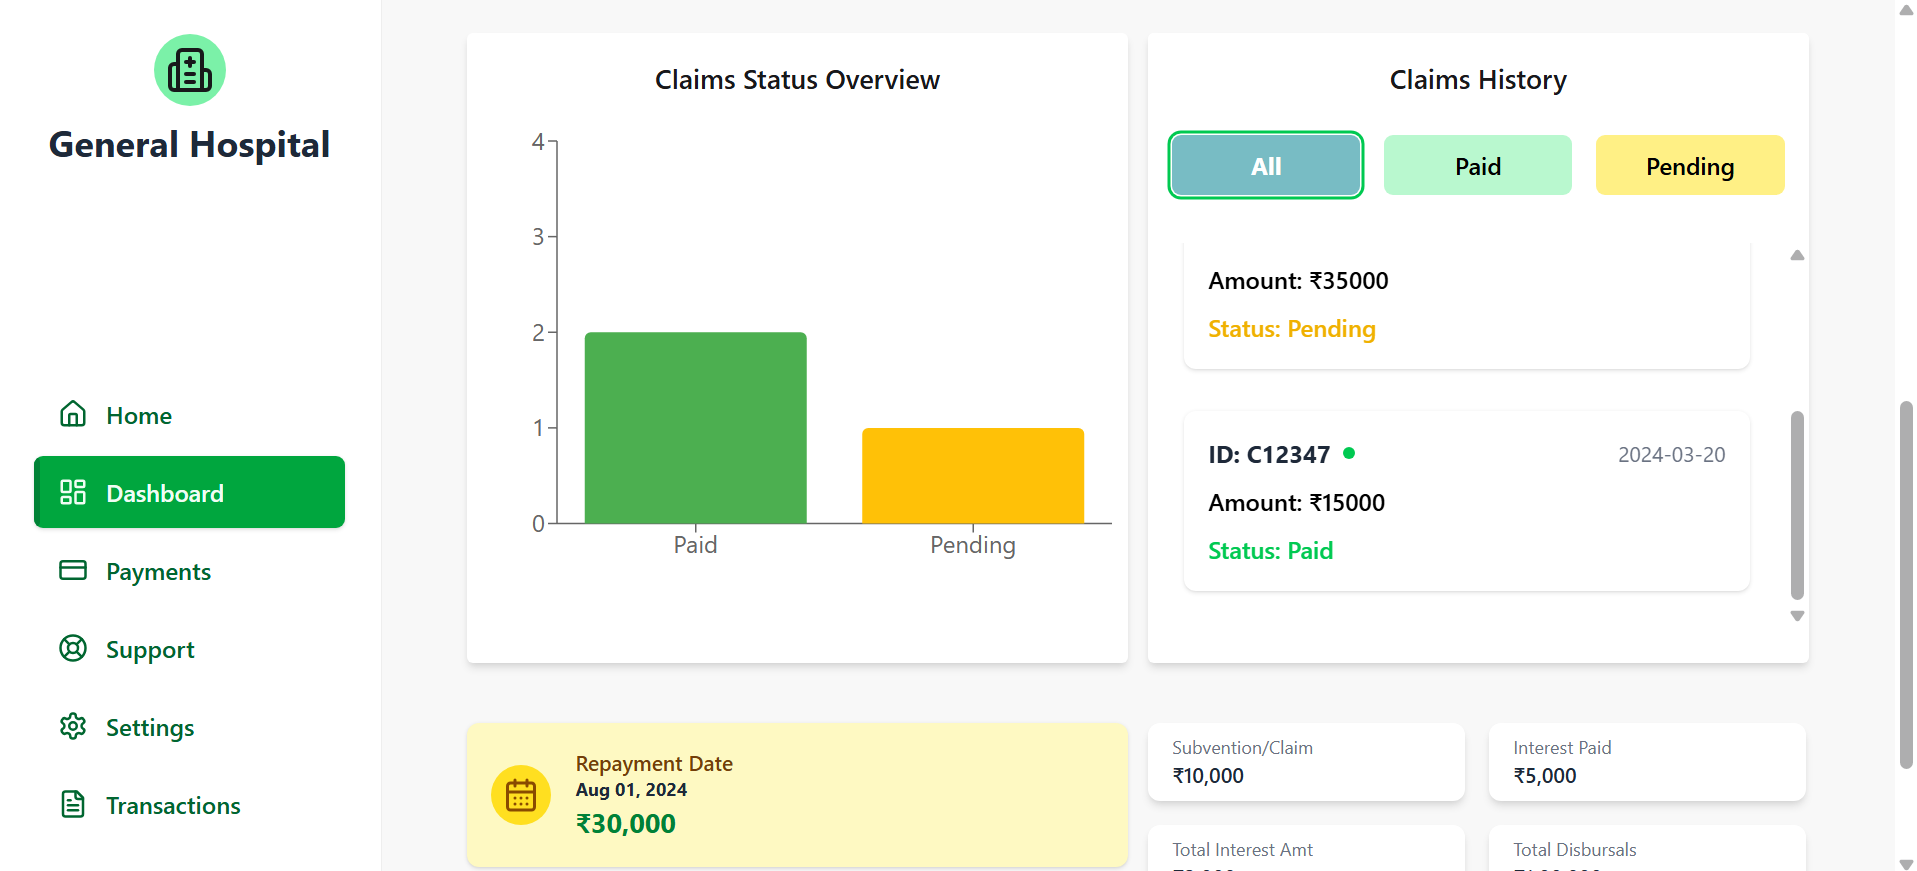 General Hospital
Home
Dashboard
Payments
Support
Settings
Transactions
Claims Status Overview
4
3
2
1
0
Paid
Pending
Claims History
All
Paid
Pending
Amount: ₹35000
Status: Pending
ID: C12347
2024-03-20
Amount: ₹15000
Status: Paid
Repayment Date
Aug 01, 2024
₹30,000
Subvention/Claim
₹10,000
Interest Paid
₹5,000
Total Interest Amt
Total Disbursals